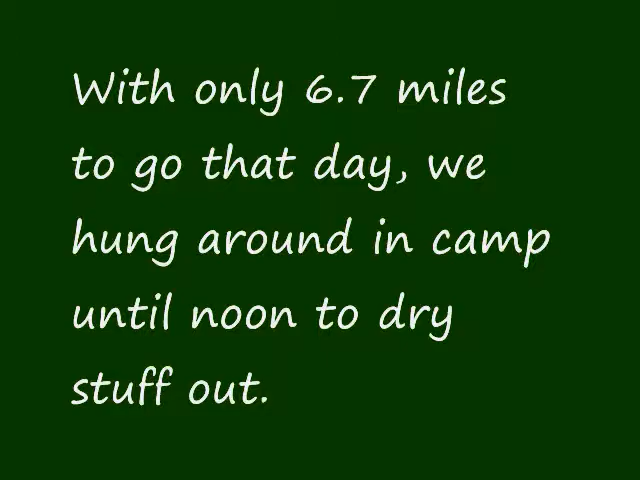 With only 6.7 miles
to go that day, we
hung around in camp
until noon to dry
stuff out.